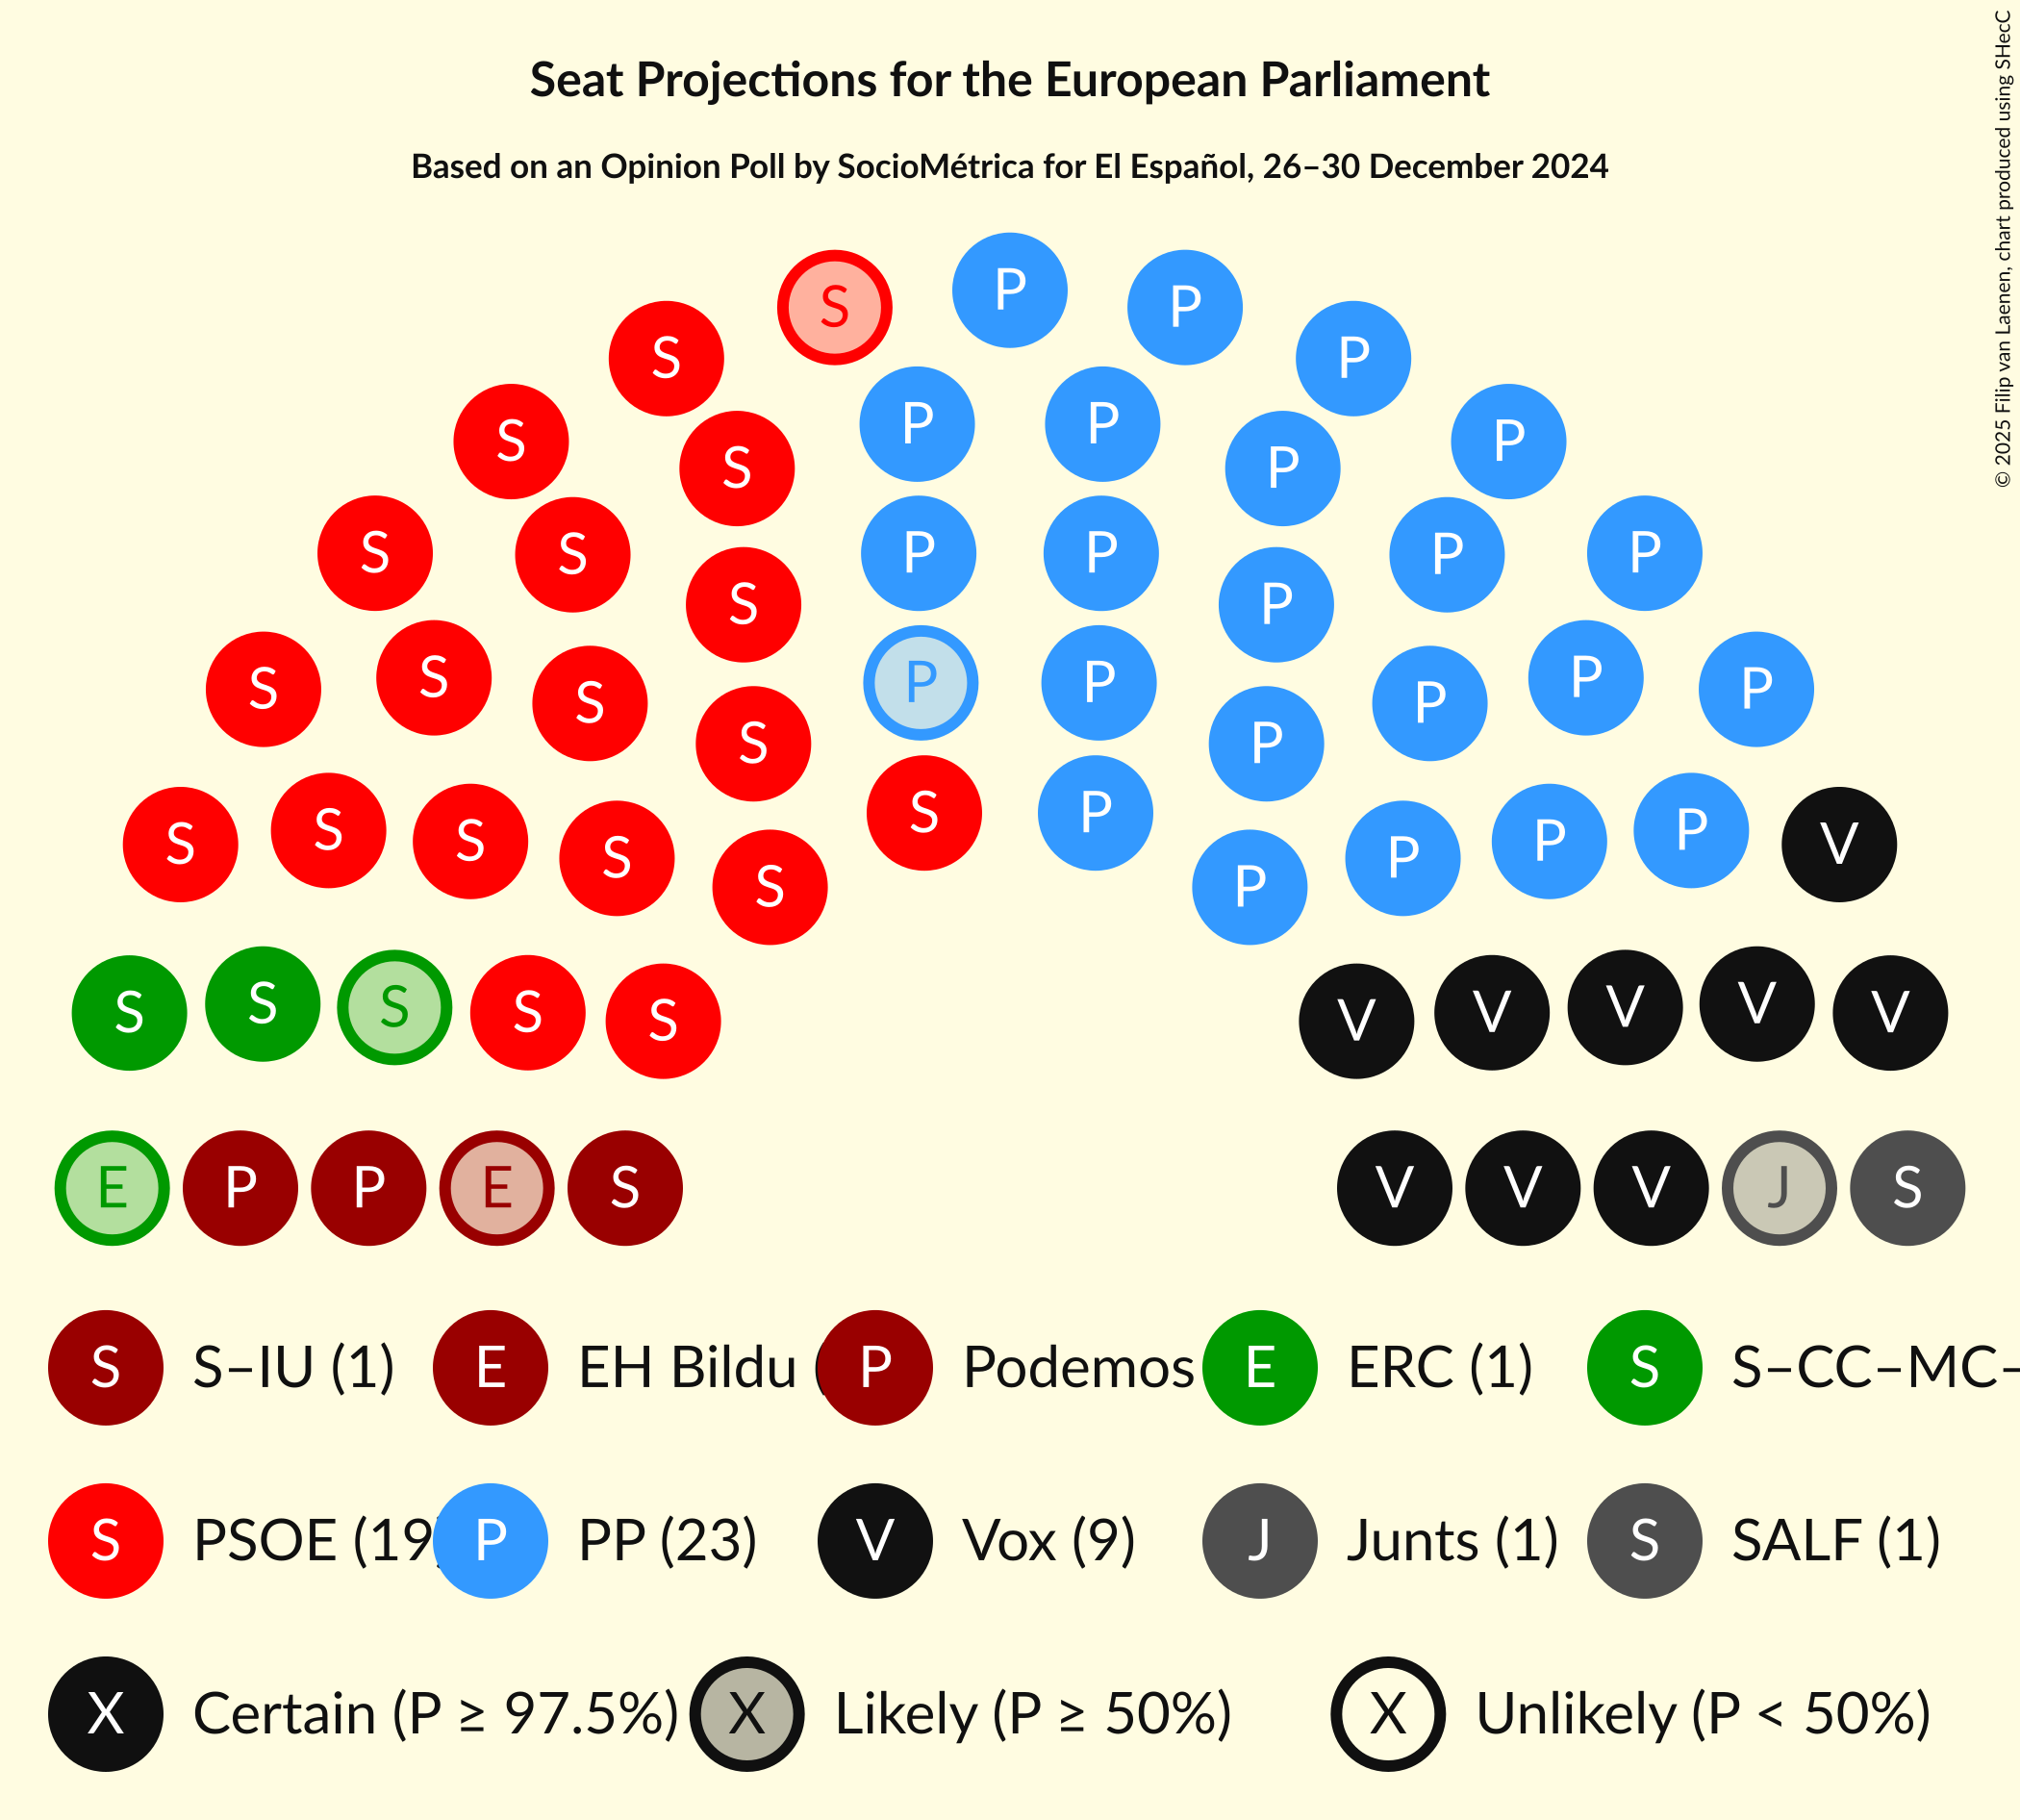 Seat Projections for the European Parliament
Based on an Opinion Poll by SocioMétrica for El Español, 26–30 December 2024
© 2025 Filip van Laenen, chart produced using SHecC
S P P
S P
S P P P
S S P P
S S P P P P
S S P P
S S P P P P
S S P P
S S S S S P P P P P V
S S S S S V V V V V
E P P E S V V V J S
S S–IU (1) E EH Bildu ( P Podemos E ERC (1) S S–CC–MC–
S PSOE (19) P PP (23) V Vox (9) J Junts (1) S SALF (1)
X Certain (P ≥ 97.5%) X Likely (P ≥ 50%) X Unlikely (P < 50%)